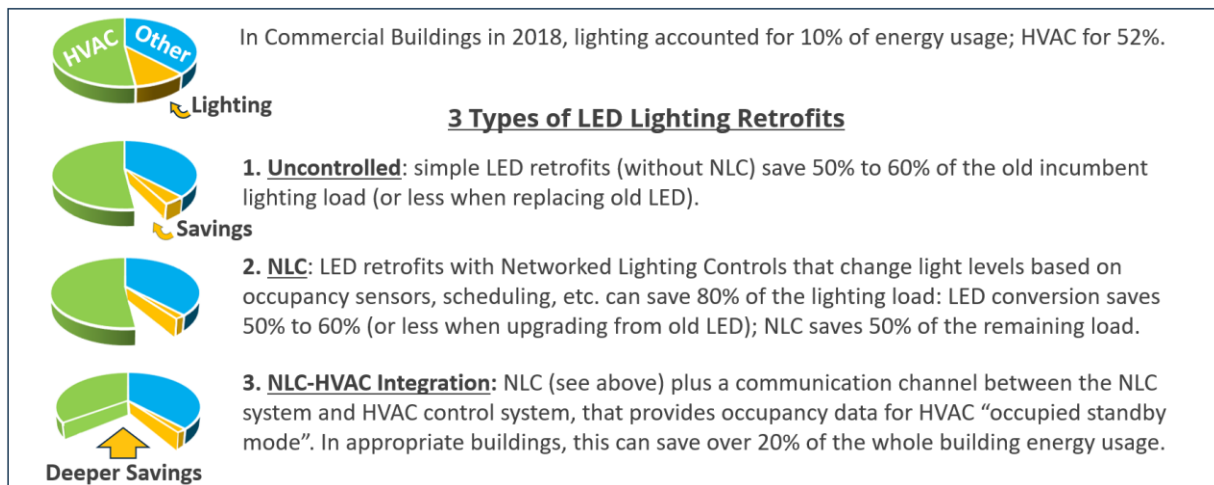 HVAC
Other
In Commercial Buildings in 2018, lighting accounted for 10% of energy usage; HVAC for 52%.
Lighting
3 Types of LED Lighting Retrofits
1. Uncontrolled: simple LED retrofits (without NLC) save 50% to 60% of the old incumbent
lighting load (or less when replacing old LED).
Savings
2. NLC: LED retrofits with Networked Lighting Controls that change light levels based on
occupancy sensors, scheduling, etc. can save 80% of the lighting load: LED conversion saves
50% to 60% (or less when upgrading from old LED); NLC saves 50% of the remaining load.
3. NLC-HVAC Integration: NLC (see above) plus a communication channel between the NLC
system and HVAC control system, that provides occupancy data for HVAC “occupied standby
mode”. In appropriate buildings, this can save over 20% of the whole building energy usage.
Deeper Savings